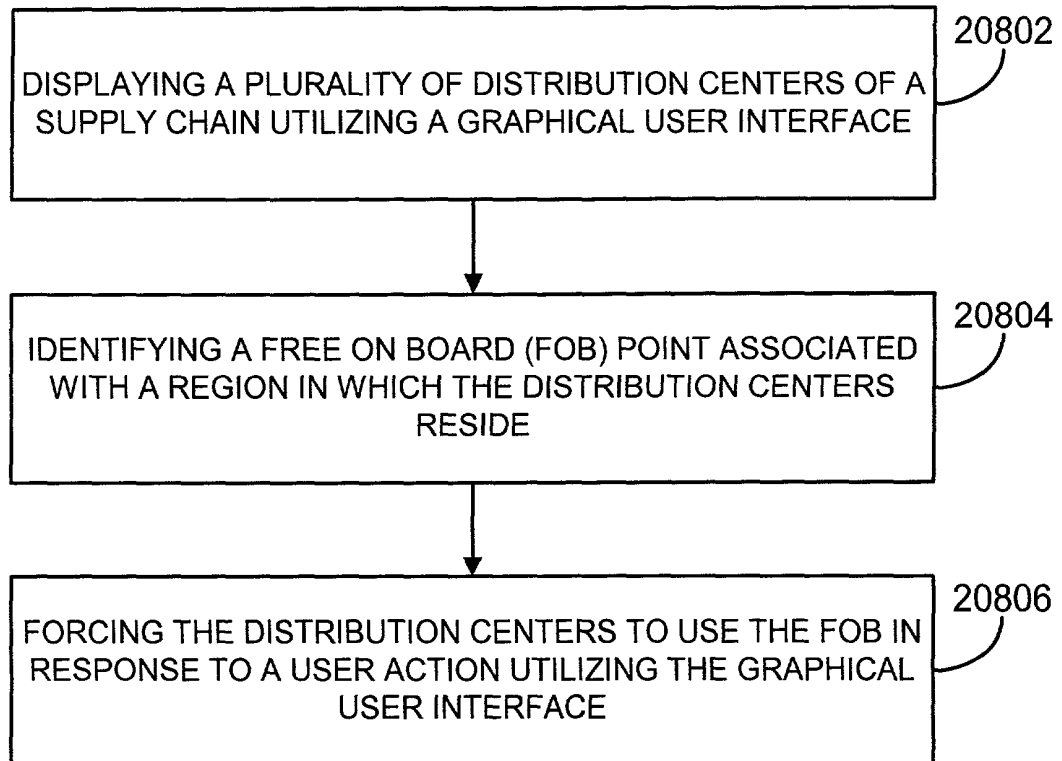 20802
DISPLAYING A PLURALITY OF DISTRIBUTION CENTERS OF A
SUPPLY CHAIN UTILIZING A GRAPHICAL USER INTERFACE
20804
IDENTIFYING A FREE ON BOARD (FOB) POINT ASSOCIATED
WITH A REGION IN WHICH THE DISTRIBUTION CENTERS
RESIDE
20806
FORCING THE DISTRIBUTION CENTERS TO USE THE FOB IN
RESPONSE TO A USER ACTION UTILIZING THE GRAPHICAL
USER INTERFACE